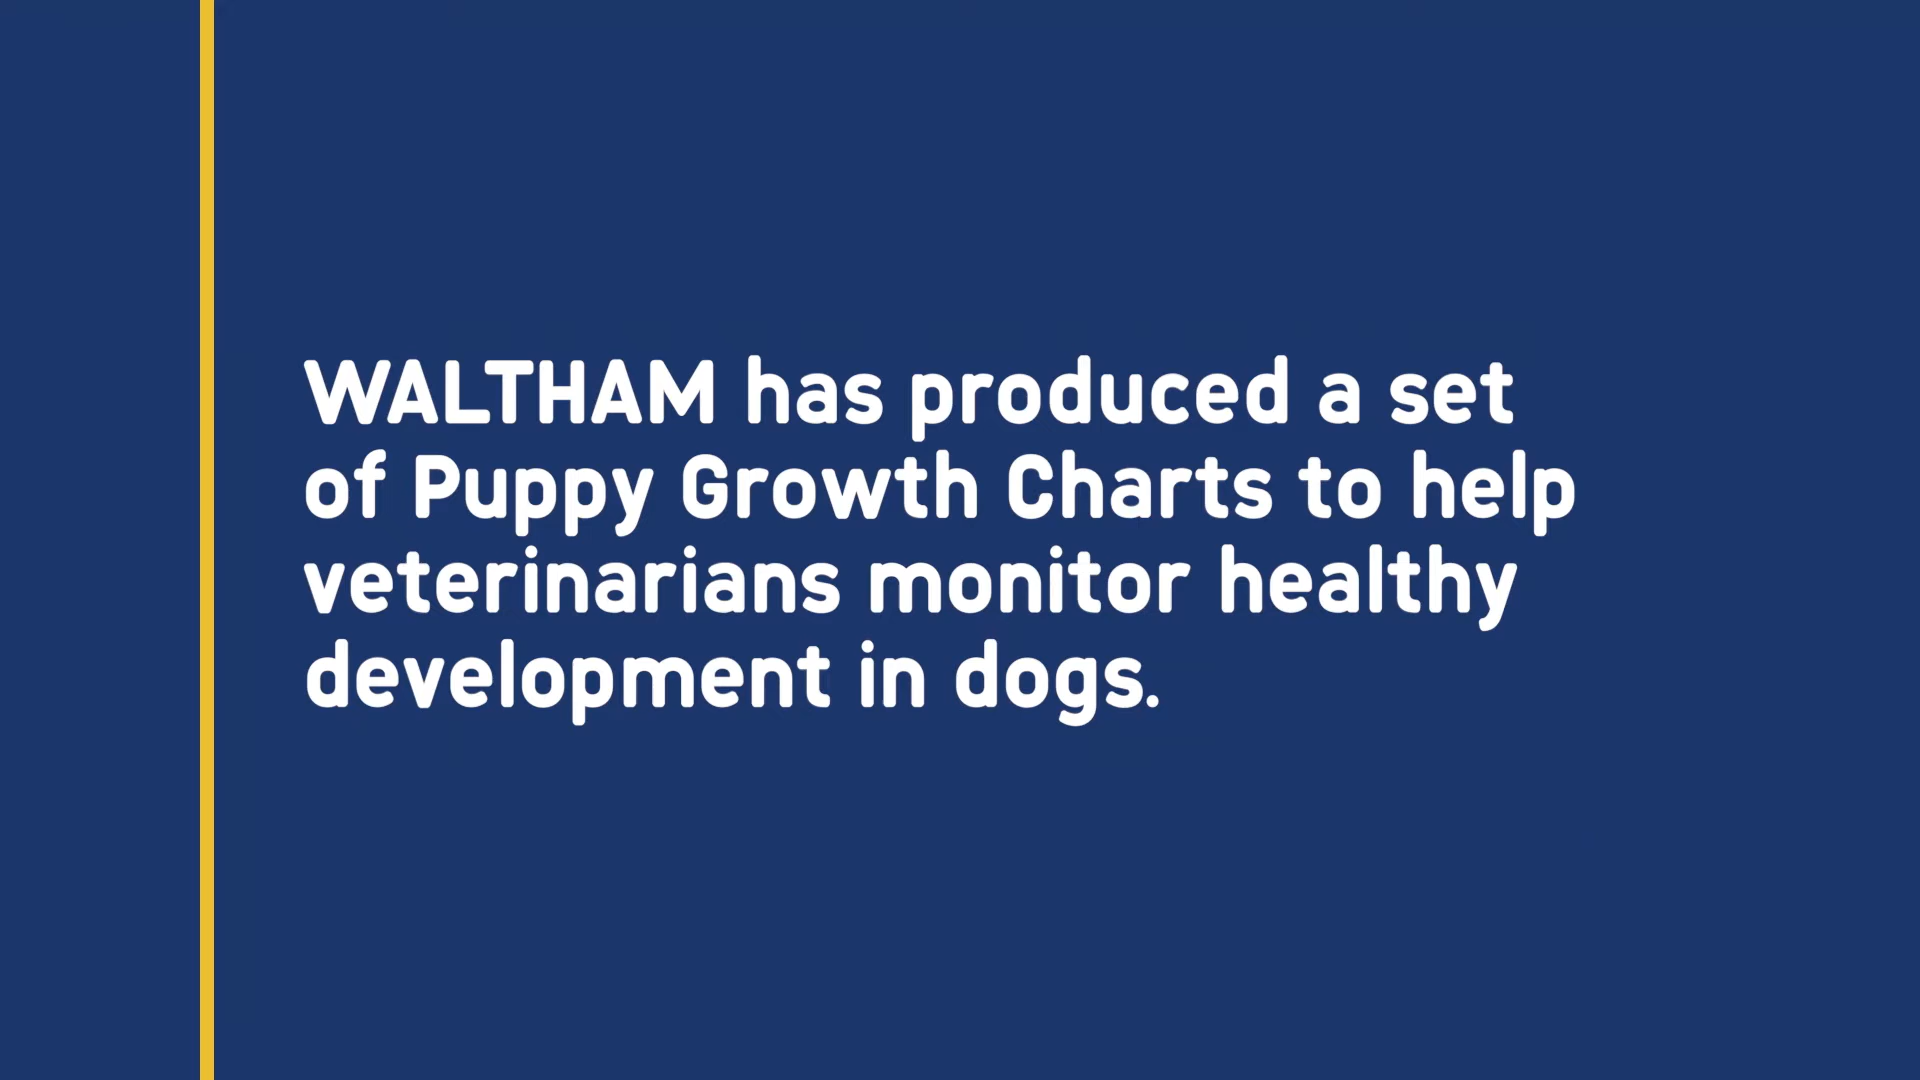 WALTHAM has produced a set
of Puppy Growth Charts to help
veterinarians monitor healthy
development in dogs.